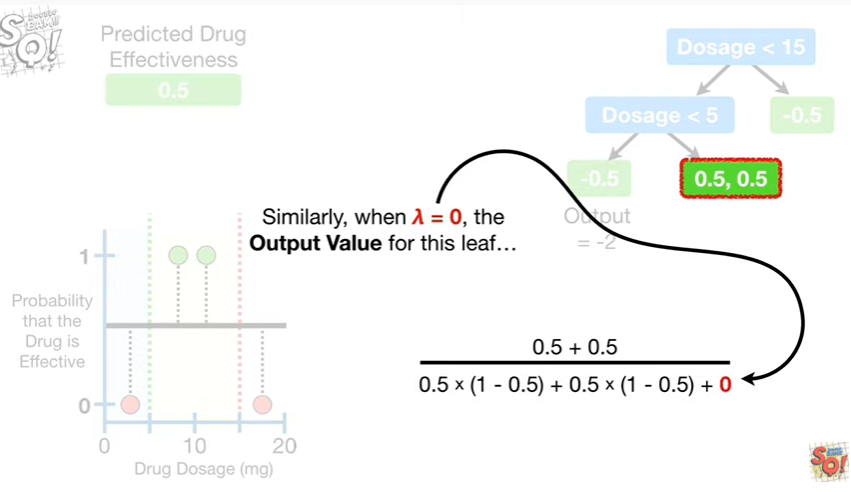 Predicted Drug
Effectiveness
0.5
Dosage < 15
Dosage < 5
-0.5
-0.5
0.5, 0.5
Output
= -2
Similarly, when λ = 0, the
Output Value for this leaf…
0.5 + 0.5
0.5 × (1 - 0.5) + 0.5 × (1 - 0.5) + 0
1
Probability
that the
Drug is
Effective
0
0 10 20
Drug Dosage (mg)
SQ!